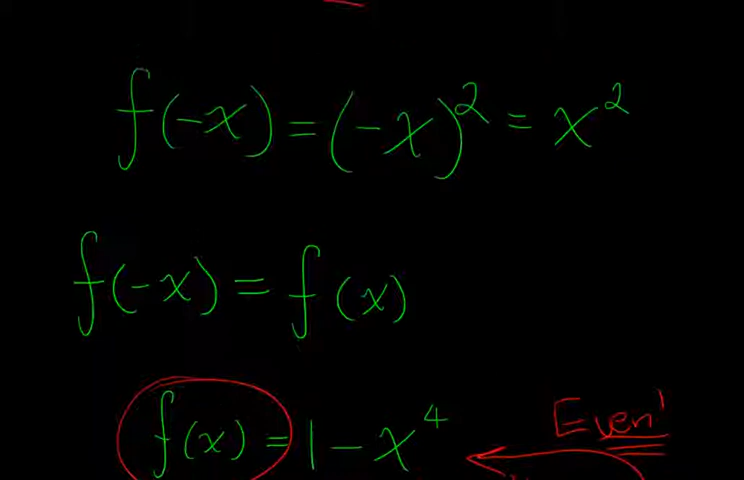 f(-x) = (-x)² = x²
f(-x) = f(x)
f(x) = 1 - x⁴
Even!